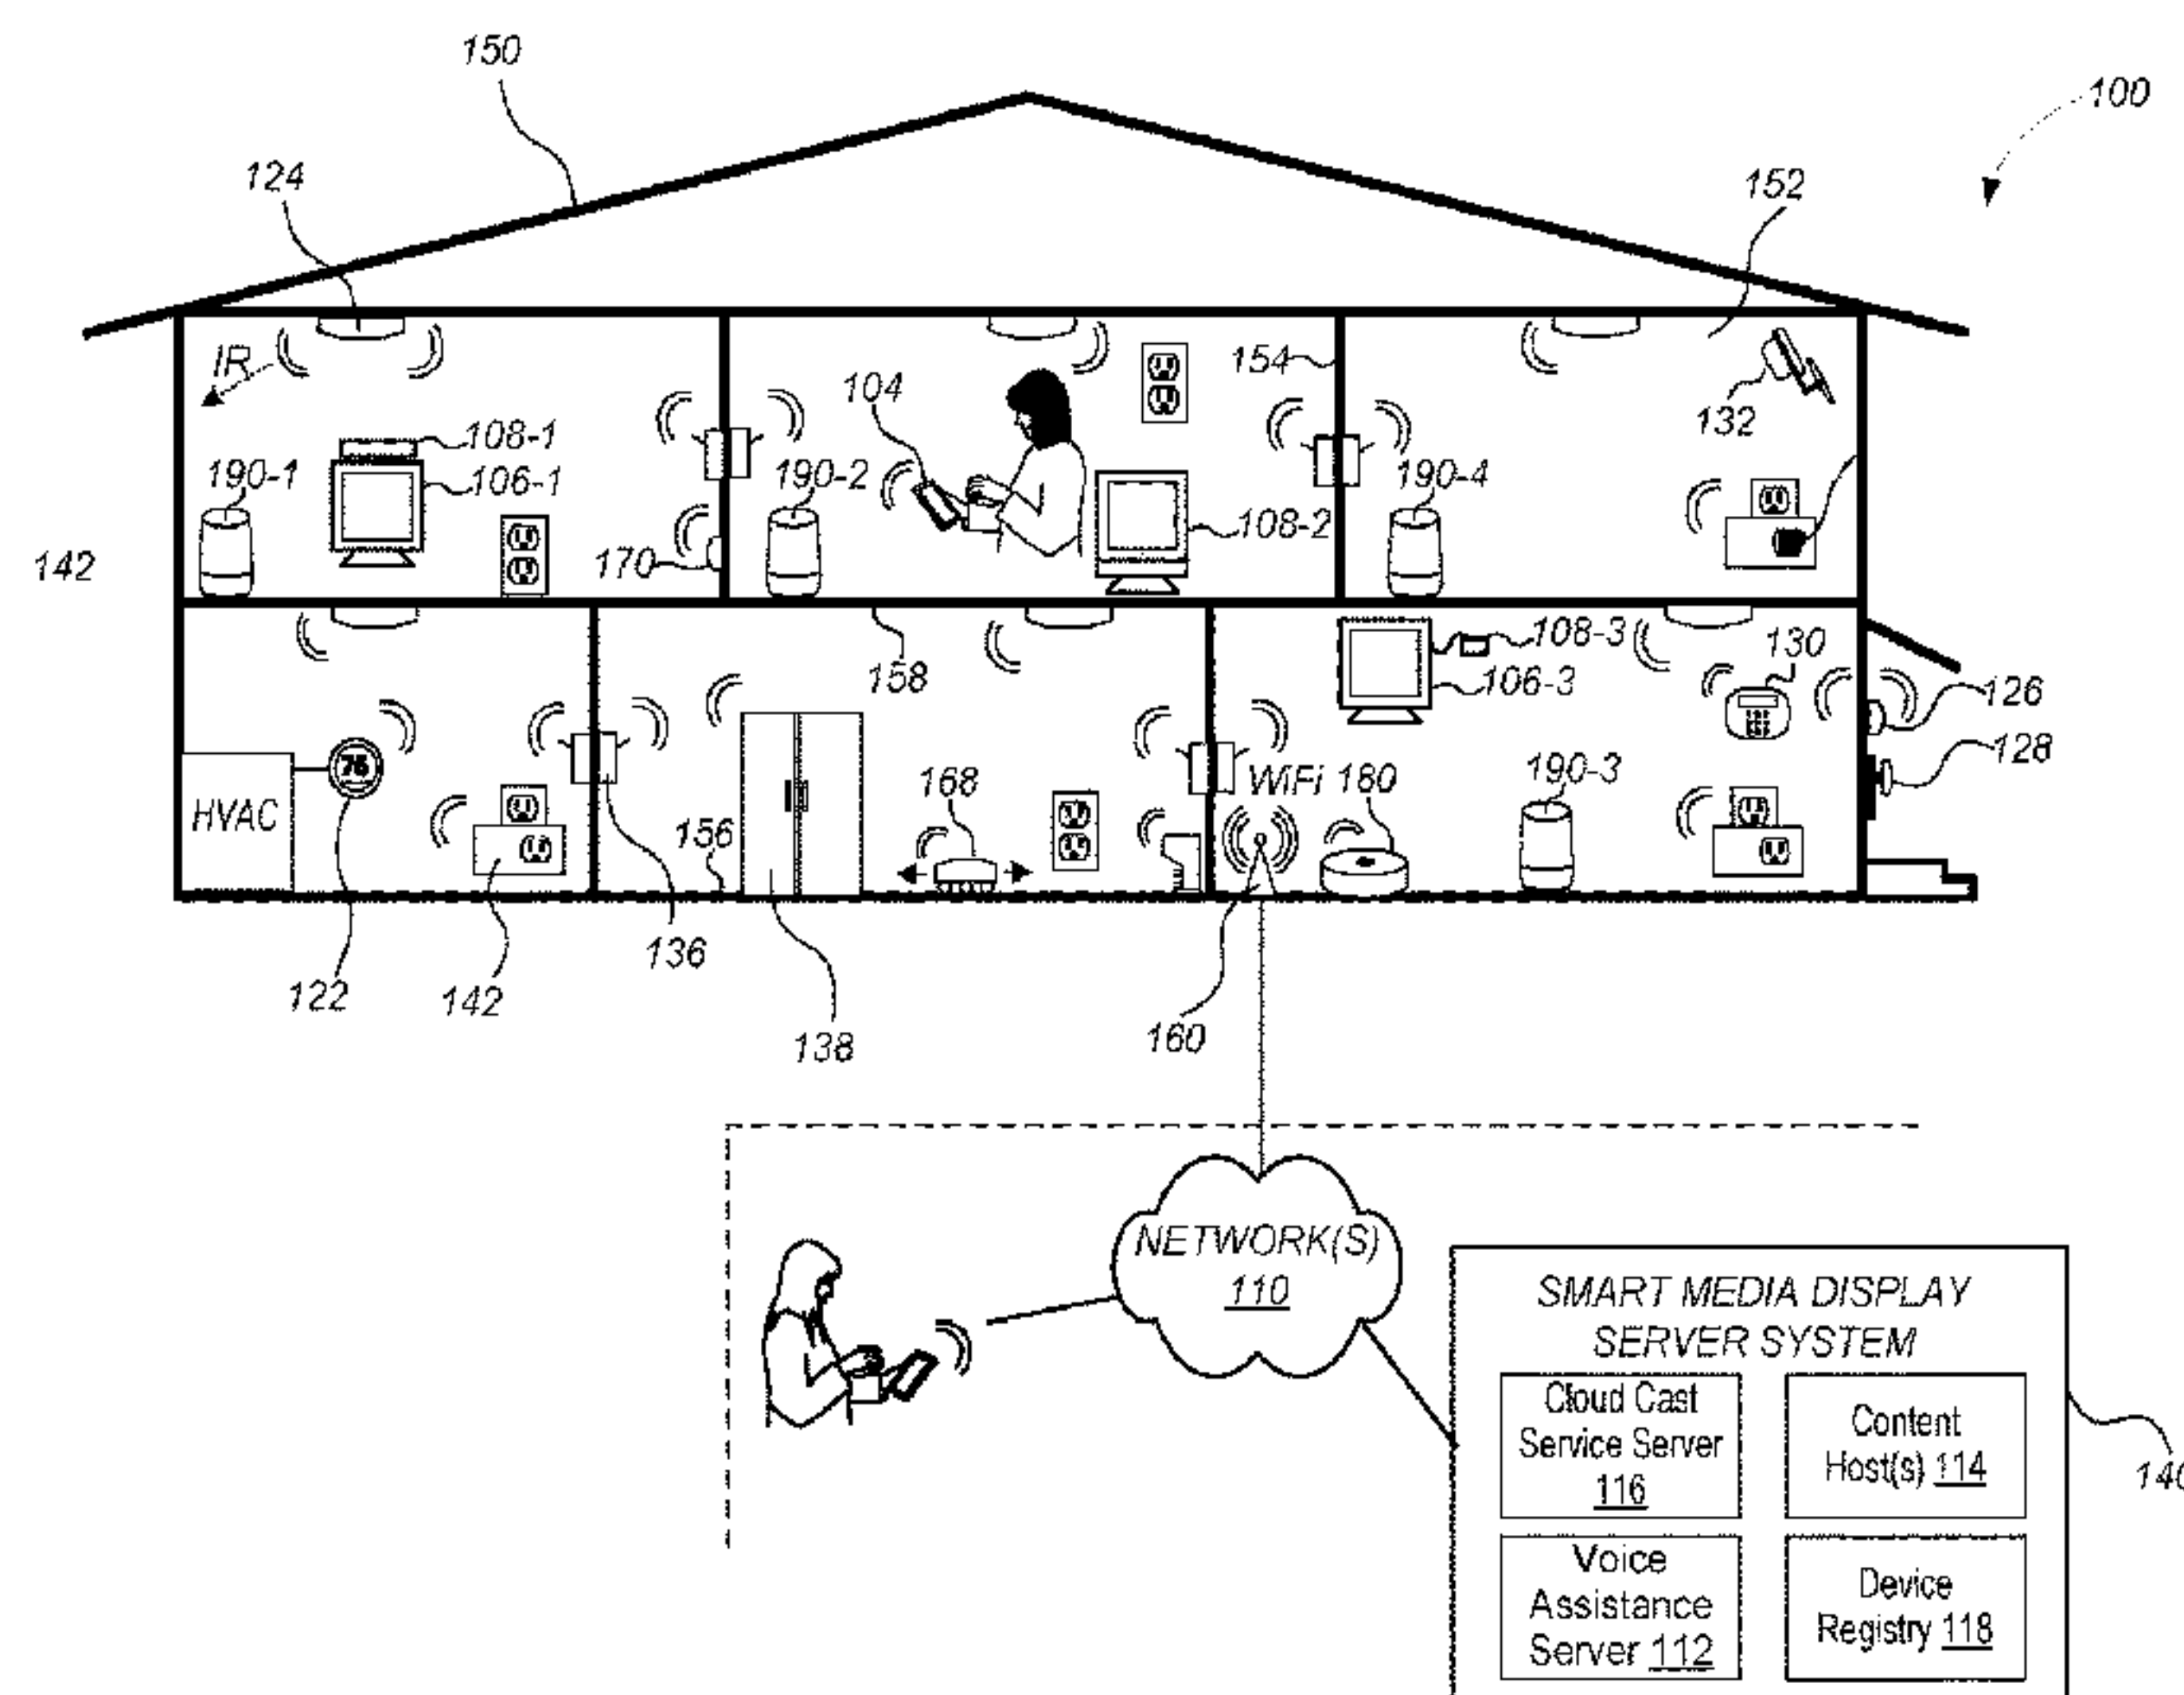 150
100
124
152
IR
154
104
132
108-1
190-1
106-1
190-2
190-4
108-2
142
170
158
108-3
130
106-3
126
128
76
HVAC
168
WiFi 180
190-3
156
136
122
142
138
160
NETWORK(S)
110
SMART MEDIA DISPLAY
SERVER SYSTEM
Cloud Cast
Service Server
116
Content
Host(s) 114
140
Voice
Assistance
Server 112
Device
Registry 118